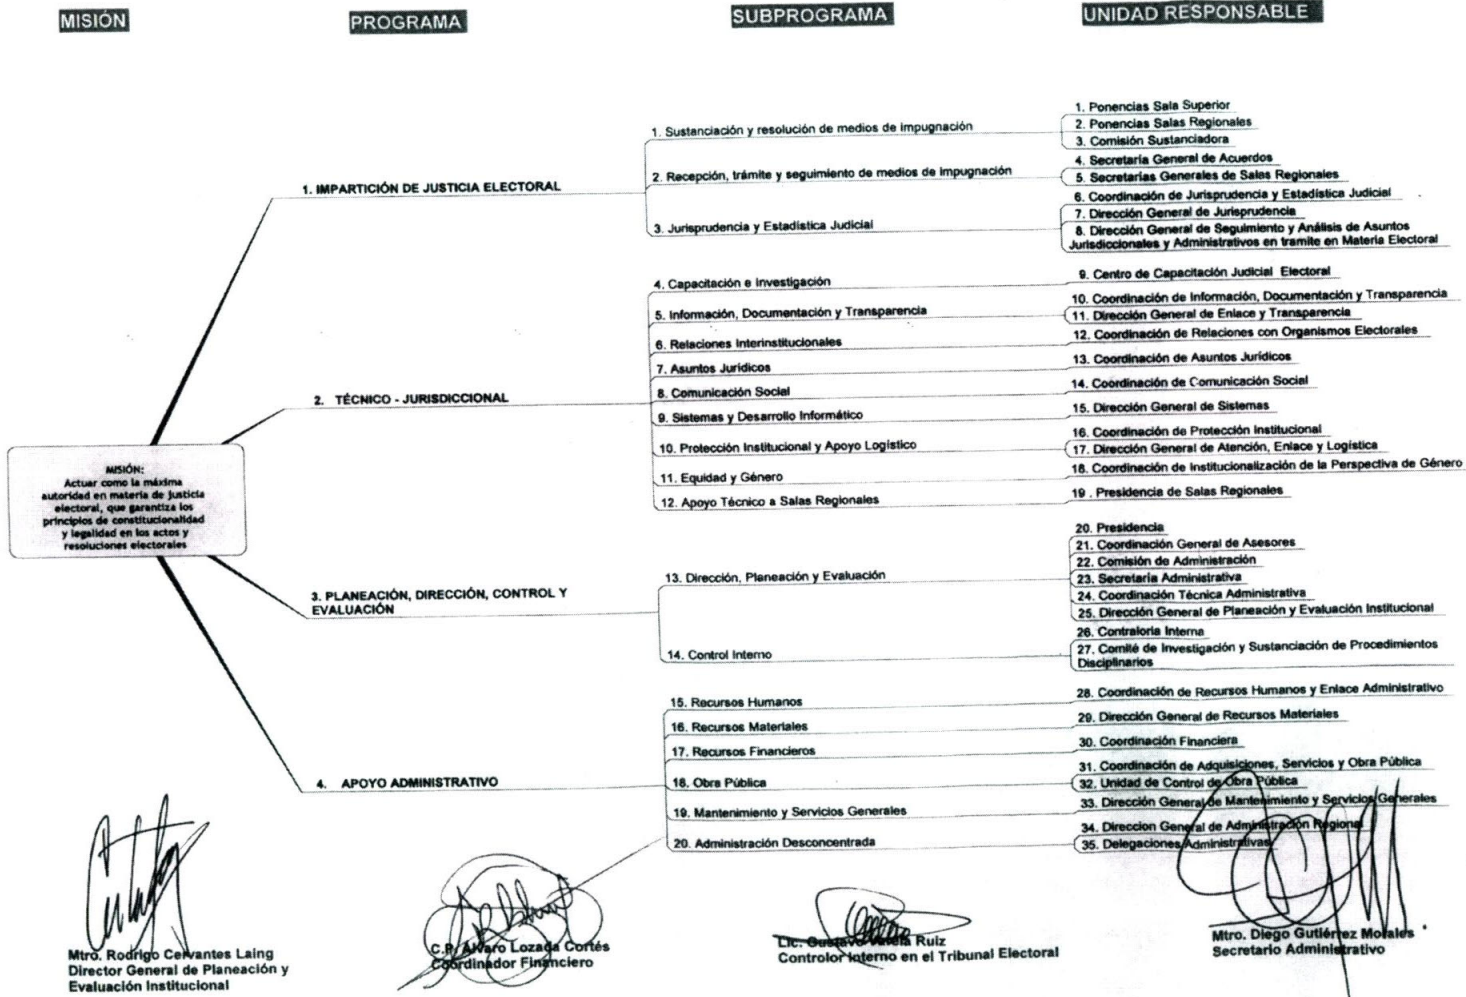 MISIÓN
PROGRAMA
SUBPROGRAMA
UNIDAD RESPONSABLE
MISIÓN:
Actuar como la máxima
autoridad en materia de justicia
electoral, que garantiza los
principios de constitucionalidad
y legalidad en los actos y
resoluciones electorales
1. IMPARTICIÓN DE JUSTICIA ELECTORAL
1. Sustanciación y resolución de medios de impugnación
1. Ponencias Sala Superior
2. Ponencias Salas Regionales
3. Comisión Sustanciadora
2. Recepción, trámite y seguimiento de medios de impugnación
4. Secretaría General de Acuerdos
5. Secretarías Generales de Salas Regionales
3. Jurisprudencia y Estadística Judicial
6. Coordinación de Jurisprudencia y Estadística Judicial
7. Dirección General de Jurisprudencia
8. Dirección General de Seguimiento y Análisis de Asuntos
Jurisdiccionales y Administrativos en tramite en Materia Electoral
2. TÉCNICO - JURISDICCIONAL
4. Capacitación e Investigación
9. Centro de Capacitación Judicial Electoral
5. Información, Documentación y Transparencia
10. Coordinación de Información, Documentación y Transparencia
11. Dirección General de Enlace y Transparencia
6. Relaciones Interinstitucionales
12. Coordinación de Relaciones con Organismos Electorales
7. Asuntos Jurídicos
13. Coordinación de Asuntos Jurídicos
8. Comunicación Social
14. Coordinación de Comunicación Social
9. Sistemas y Desarrollo Informático
15. Dirección General de Sistemas
10. Protección Institucional y Apoyo Logístico
16. Coordinación de Protección Institucional
17. Dirección General de Atención, Enlace y Logística
11. Equidad y Género
18. Coordinación de Institucionalización de la Perspectiva de Género
12. Apoyo Técnico a Salas Regionales
19 . Presidencia de Salas Regionales
3. PLANEACIÓN, DIRECCIÓN, CONTROL Y
EVALUACIÓN
13. Dirección, Planeación y Evaluación
20. Presidencia
21. Coordinación General de Asesores
22. Comisión de Administración
23. Secretaría Administrativa
24. Coordinación Técnica Administrativa
25. Dirección General de Planeación y Evaluación Institucional
14. Control Interno
26. Contraloría Interna
27. Comité de Investigación y Sustanciación de Procedimientos
Disciplinarios
4. APOYO ADMINISTRATIVO
15. Recursos Humanos
28. Coordinación de Recursos Humanos y Enlace Administrativo
16. Recursos Materiales
29. Dirección General de Recursos Materiales
17. Recursos Financieros
30. Coordinación Financiera
18. Obra Pública
31. Coordinación de Adquisiciones, Servicios y Obra Pública
32. Unidad de Control de Obra Pública
19. Mantenimiento y Servicios Generales
33. Dirección General de Mantenimiento y Servicios Generales
20. Administración Desconcentrada
34. Direccion General de Administración Regional
35. Delegaciones Administrativas
Mtro. Rodrigo Cervantes Laing
Director General de Planeación y
Evaluación Institucional
C.P. Alvaro Lozada Cortés
Coordinador Financiero
Lic. Gustavo Varela Ruiz
Controlor Interno en el Tribunal Electoral
Mtro. Diego Gutiérrez Morales
Secretario Administrativo